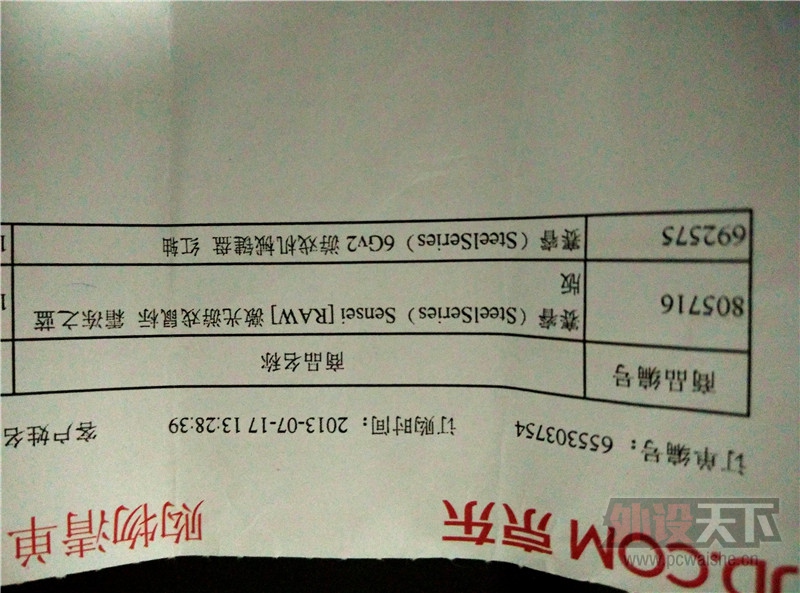 JD.COM 京东 购物清单
订单编号：655303754 订购时间：2013-07-17 13:28:39 客户姓名
商品编号 商品名称
805716 赛睿（SteelSeries）Sensei [RAW] 激光游戏鼠标 霜冻之蓝 1
版
692575 赛睿（SteelSeries）6Gv2 游戏机械键盘 红轴 1
外设天下
www.pcwaishe.cn